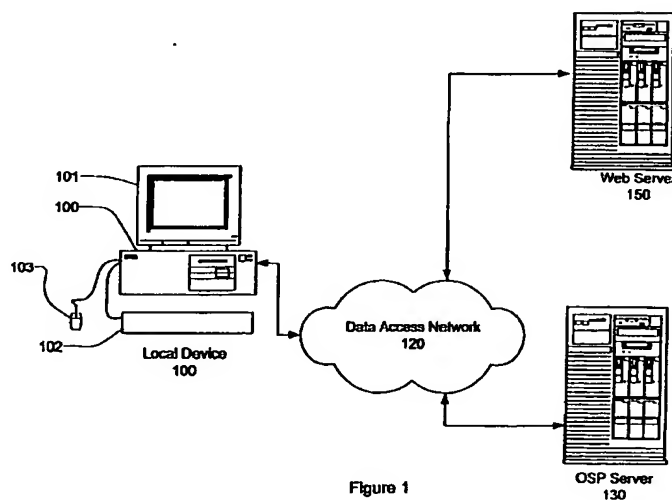 101
100
103
102
Local Device
100
Data Access Network
120
Web Server
150
OSP Server
130
Figure 1